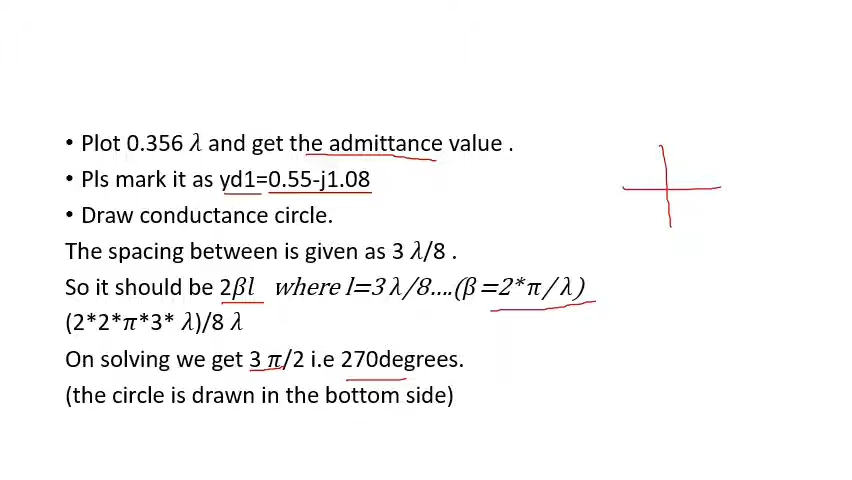 • Plot 0.356 𝜆 and get the admittance value .
• Pls mark it as yd1=0.55-j1.08
• Draw conductance circle.
The spacing between is given as 3 𝜆/8 .
So it should be 2𝛽𝑙 where l=3 𝜆/8....(β =2*π / 𝜆)
(2*2*𝜋*3* 𝜆)/8 𝜆
On solving we get 3 𝜋/2 i.e 270degrees.
(the circle is drawn in the bottom side)